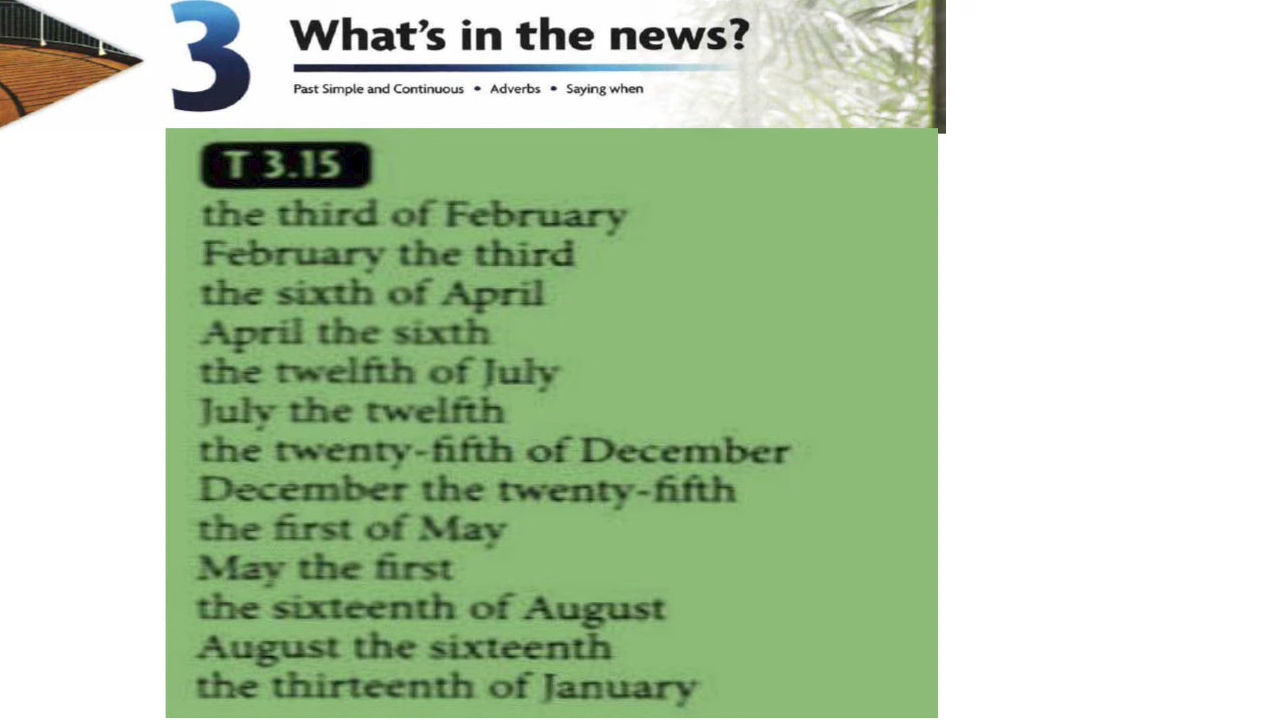 3 What's in the news?
Past Simple and Continuous • Adverbs • Saying when
T 3.15
the third of February
February the third
the sixth of April
April the sixth
the twelfth of July
July the twelfth
the twenty-fifth of December
December the twenty-fifth
the first of May
May the first
the sixteenth of August
August the sixteenth
the thirteenth of January